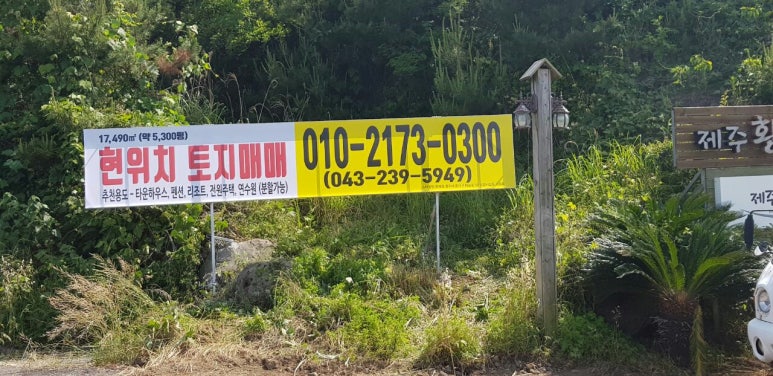 17,490㎡ (약 5,300평)
현위치 토지매매
추천용도 - 타운하우스, 펜션, 리조트, 전원주택, 연수원 (분할가능)
010-2173-0300
(043-239-5949)
제주
제주